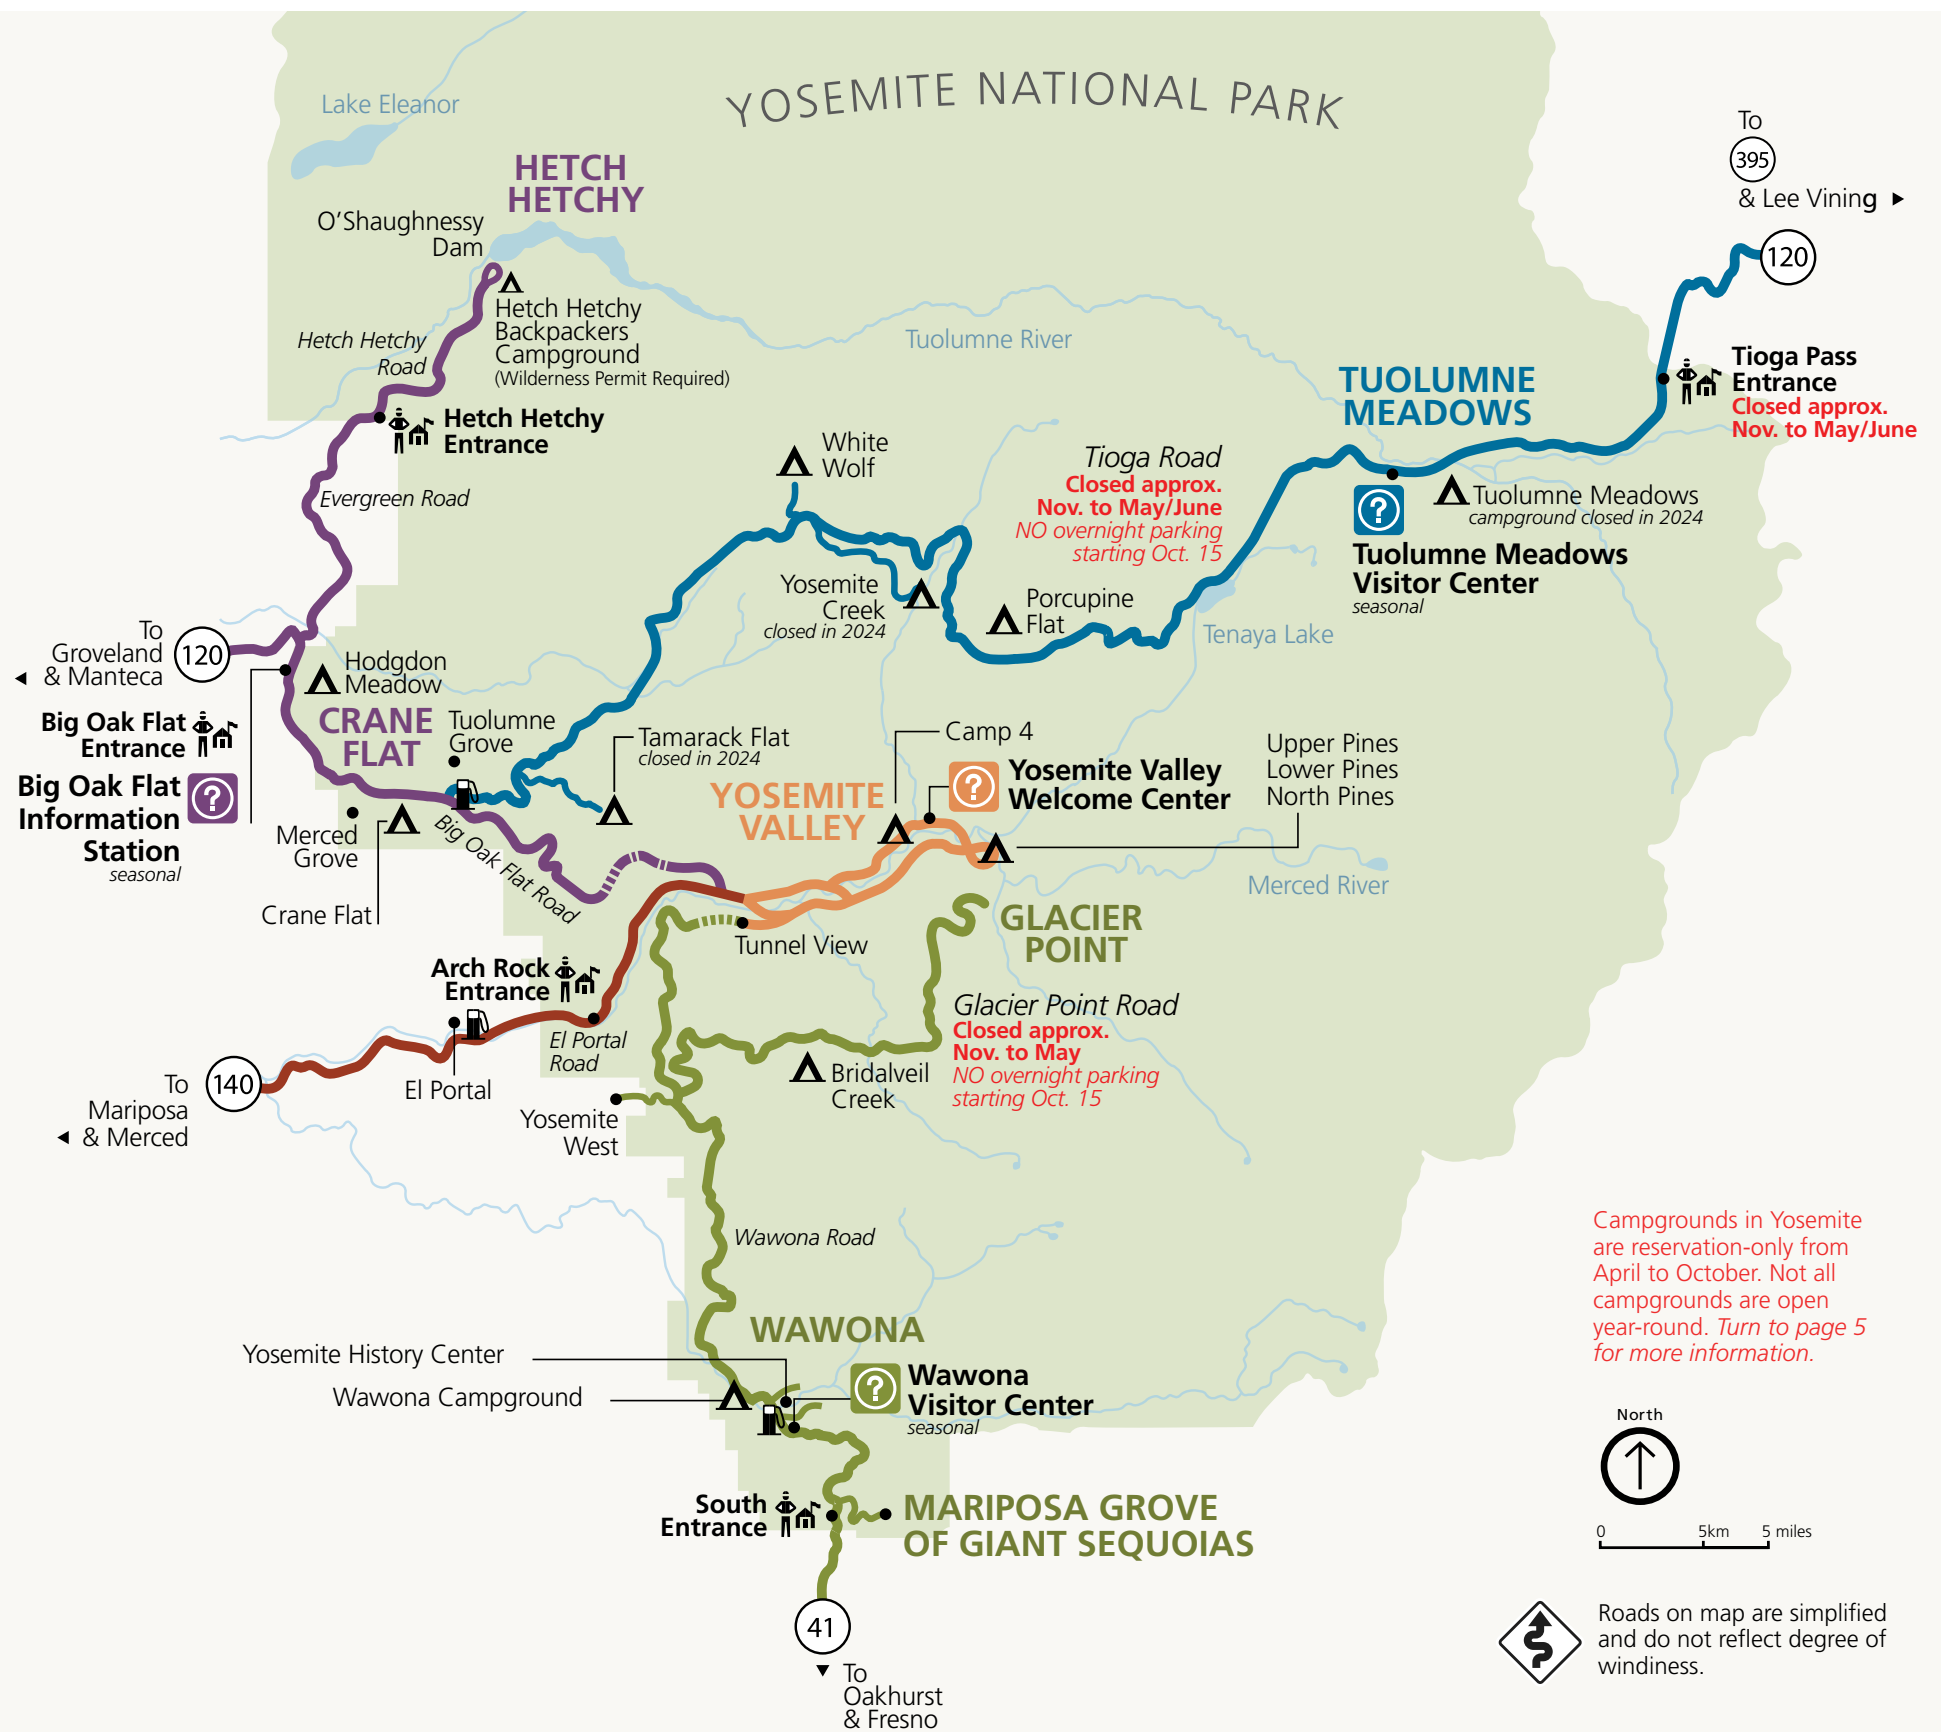 YOSEMITE NATIONAL PARK
Lake Eleanor
To
395
& Lee Vining
HETCH
HETCHY
O'Shaughnessy
Dam
120
Hetch Hetchy
Backpackers
Campground
(Wilderness Permit Required)
Hetch Hetchy
Road
Tuolumne River
Tioga Pass
Entrance
Closed approx.
Nov. to May/June
TUOLUMNE
MEADOWS
Hetch Hetchy
Entrance
White
Wolf
Tioga Road
Closed approx.
Nov. to May/June
NO overnight parking
starting Oct. 15
Evergreen Road
?
Tuolumne Meadows
campground closed in 2024
Tuolumne Meadows
Visitor Center
seasonal
Yosemite
Creek
closed in 2024
Porcupine
Flat
Tenaya Lake
To
Groveland
& Manteca
120
Hodgdon
Meadow
Big Oak Flat
Entrance
CRANE
FLAT
Tuolumne
Grove
Tamarack Flat
closed in 2024
Camp 4
Upper Pines
Lower Pines
North Pines
Big Oak Flat
Information
Station
seasonal
?
YOSEMITE
VALLEY
?
Yosemite Valley
Welcome Center
Merced
Grove
Big Oak Flat Road
Merced River
Crane Flat
Tunnel View
GLACIER
POINT
Arch Rock
Entrance
Glacier Point Road
Closed approx.
Nov. to May
NO overnight parking
starting Oct. 15
El Portal
Road
Bridalveil
Creek
To
Mariposa
& Merced
140
El Portal
Yosemite
West
Wawona Road
Campgrounds in Yosemite
are reservation-only from
April to October. Not all
campgrounds are open
year-round. Turn to page 5
for more information.
WAWONA
Yosemite History Center
Wawona Campground
?
Wawona
Visitor Center
seasonal
North
South
Entrance
MARIPOSA GROVE
OF GIANT SEQUOIAS
0 5km 5 miles
41
To
Oakhurst
& Fresno
Roads on map are simplified
and do not reflect degree of
windiness.